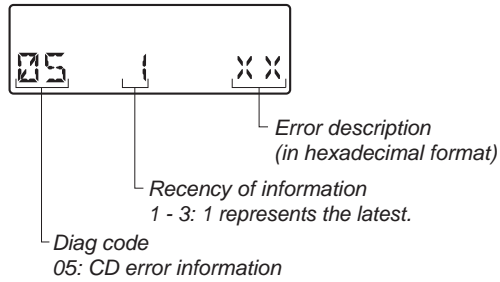 05 1 XX
Error description
(in hexadecimal format)
Recency of information
1 - 3: 1 represents the latest.
Diag code
05: CD error information